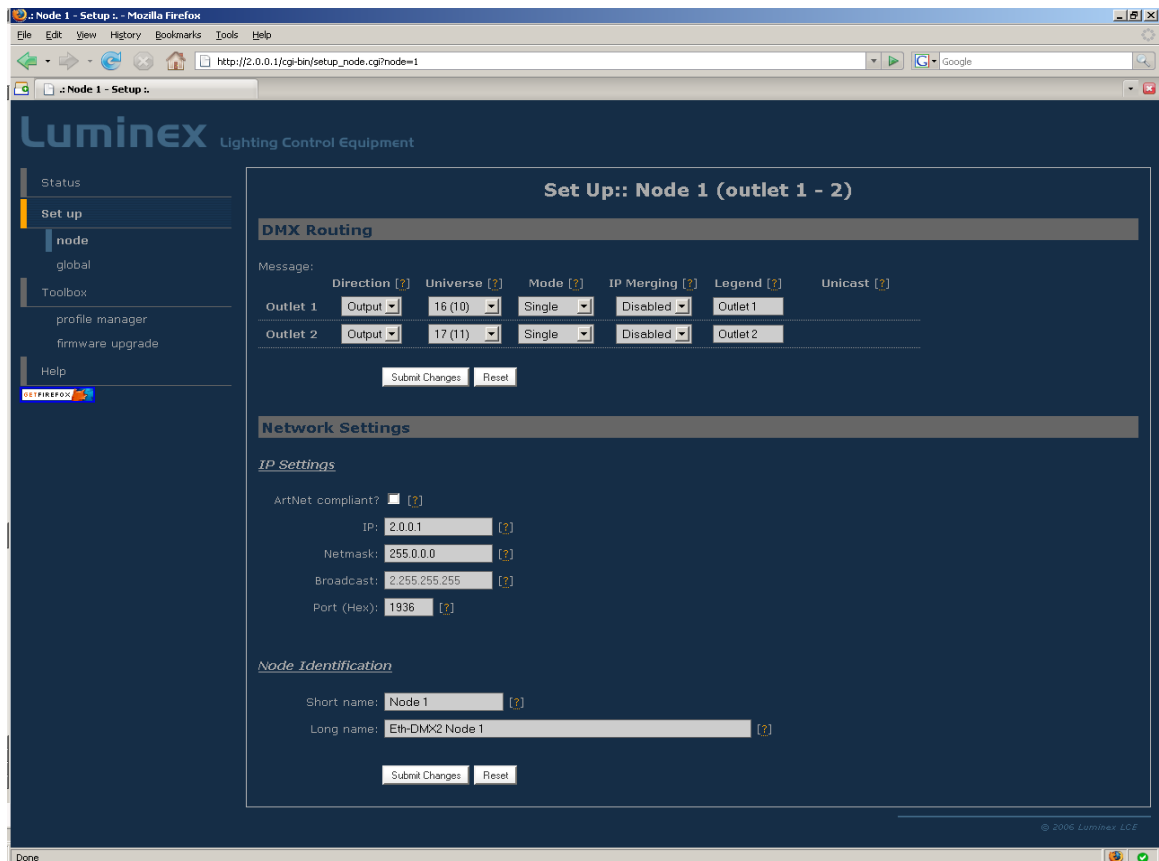 .: Node 1 - Setup :. - Mozilla Firefox
File Edit View History Bookmarks Tools Help
http://2.0.0.1/cgi-bin/setup_node.cgi?node=1
G Google
.: Node 1 - Setup :.
Luminex Lighting Control Equipment
Status
Set up
node
global
Toolbox
profile manager
firmware upgrade
Help
GETFIREFOX
Set Up:: Node 1 (outlet 1 - 2)
DMX Routing
Message:
Direction [?] Universe [?] Mode [?] IP Merging [?] Legend [?] Unicast [?]
Outlet 1 Output 16 (10) Single Disabled Outlet 1
Outlet 2 Output 17 (11) Single Disabled Outlet 2
Submit Changes Reset
Network Settings
IP Settings
ArtNet compliant? [?]
IP: 2.0.0.1 [?]
Netmask: 255.0.0.0 [?]
Broadcast: 2.255.255.255 [?]
Port (Hex): 1936 [?]
Node Identification
Short name: Node 1 [?]
Long name: Eth-DMX2 Node 1 [?]
Submit Changes Reset
© 2006 Luminex LCE
Done